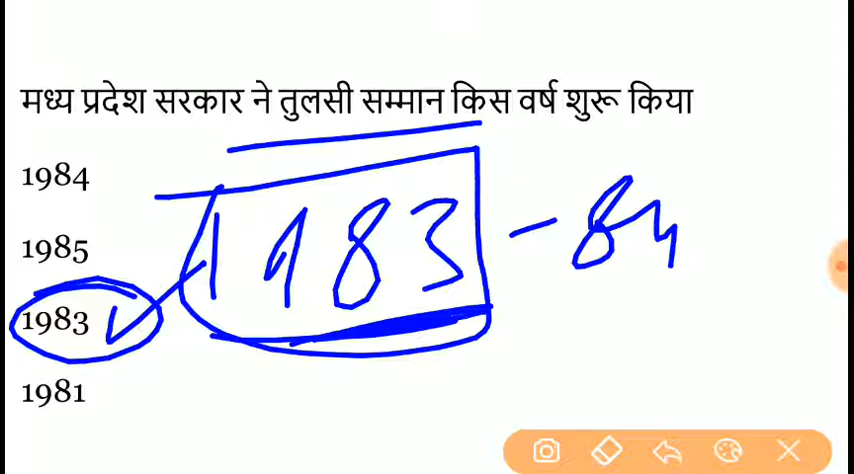 मध्य प्रदेश सरकार ने तुलसी सम्मान किस वर्ष शुरू किया
1984
1983 - 84
1985
1983
1981